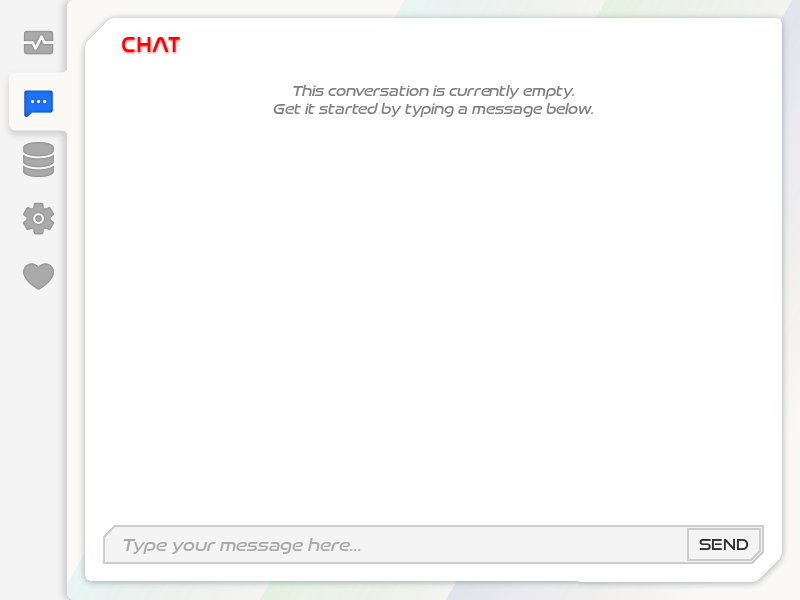 CHAT
This conversation is currently empty.
Get it started by typing a message below.
Type your message here...
SEND